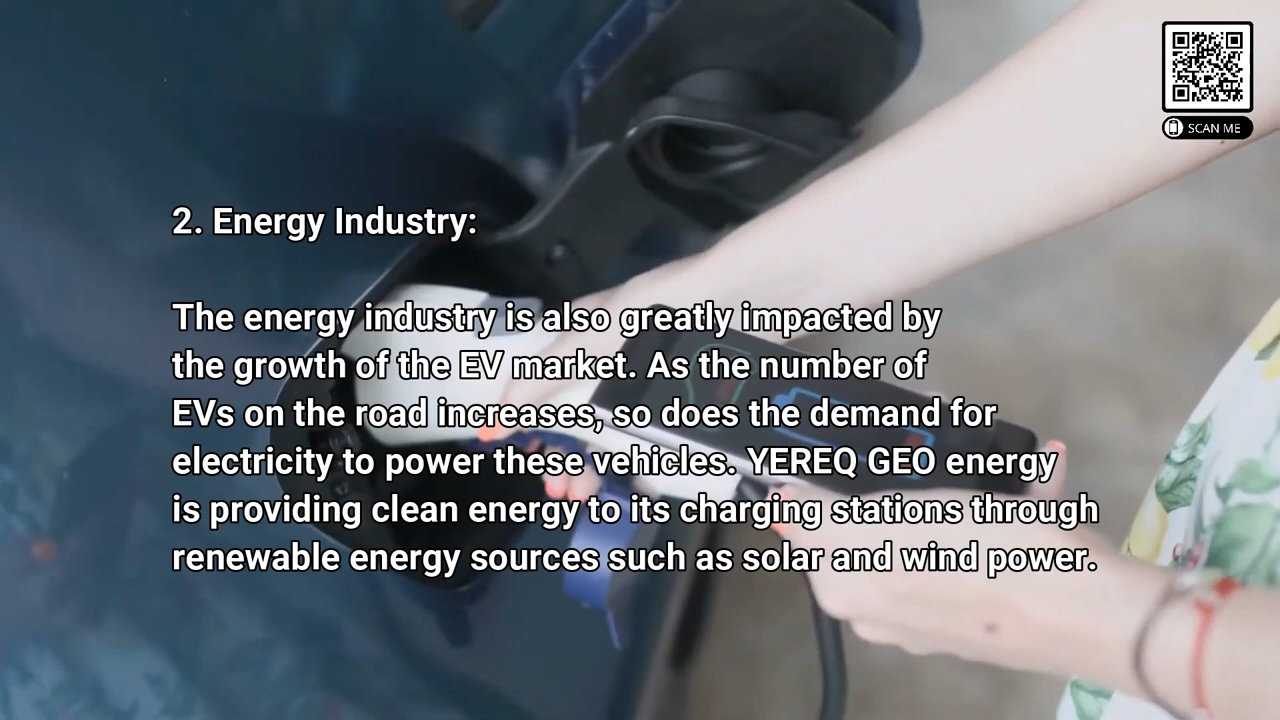 SCAN ME
2. Energy Industry:
The energy industry is also greatly impacted by
the growth of the EV market. As the number of
EVs on the road increases, so does the demand for
electricity to power these vehicles. YEREQ GEO energy
is providing clean energy to its charging stations through
renewable energy sources such as solar and wind power.